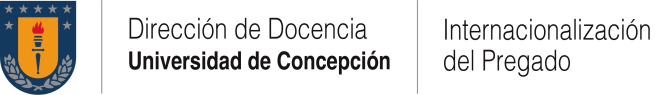 Dirección de Docencia
Universidad de Concepción
Internacionalización
del Pregado